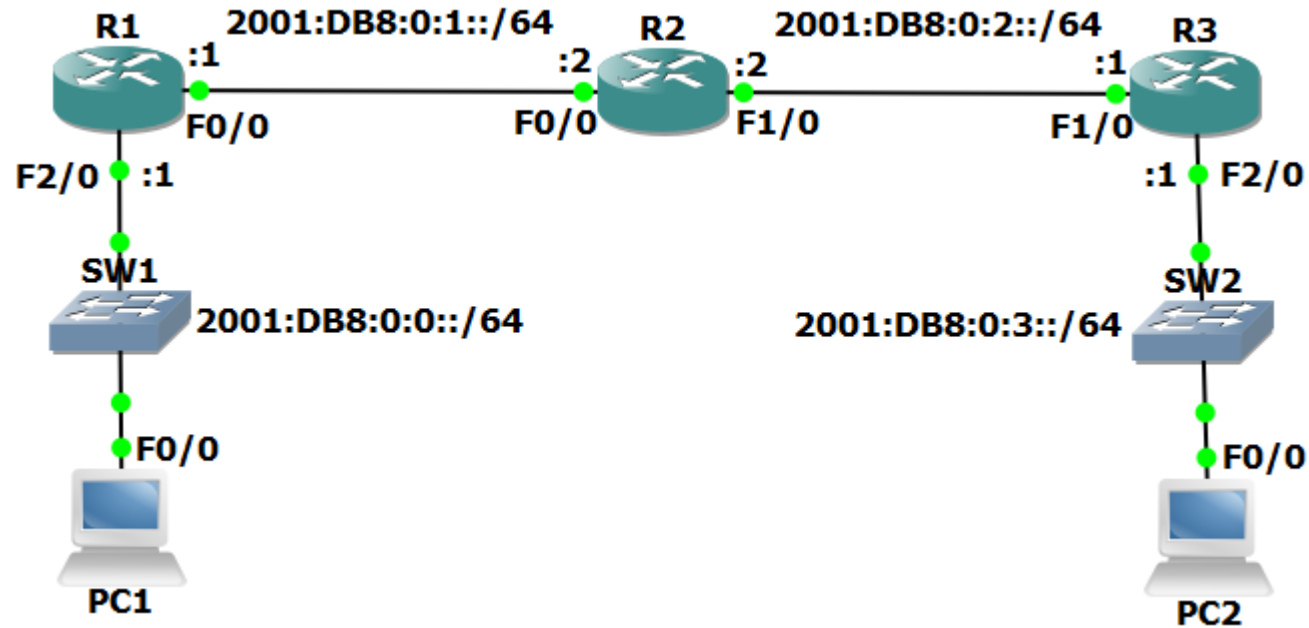 R1
2001:DB8:0:1::/64
R2
2001:DB8:0:2::/64
R3
:1
:2
:2
:1
F0/0
F0/0
F1/0
F1/0
F2/0
:1
:1
F2/0
SW1
SW2
2001:DB8:0:0::/64
2001:DB8:0:3::/64
F0/0
F0/0
PC1
PC2